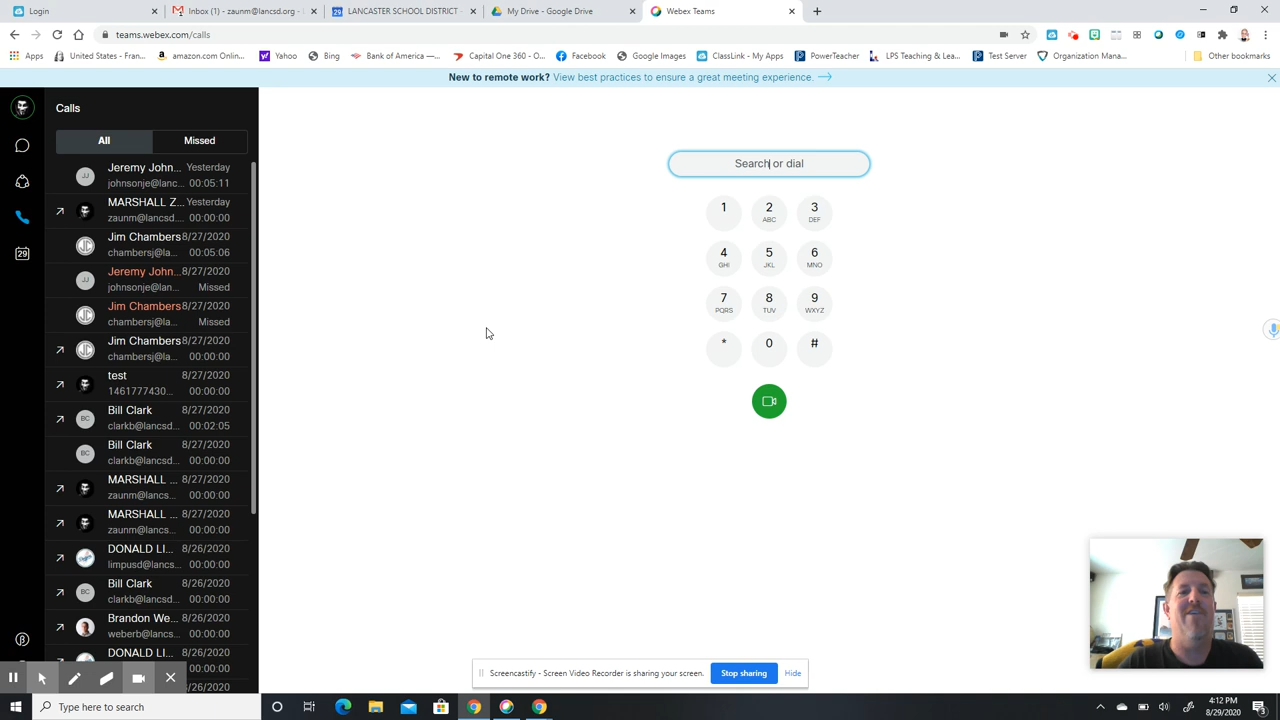 Login
Inbox (1) - zaunm@lancsd.org -
LANCASTER SCHOOL DISTRICT -
My Drive - Google Drive
Webex Teams
teams.webex.com/calls
Apps
United States - Fran...
amazon.com Onlin...
Yahoo
Bing
Bank of America —...
Capital One 360 - O...
Facebook
Google Images
ClassLink - My Apps
PowerTeacher
LPS Teaching & Lea...
Test Server
Organization Mana...
Other bookmarks
New to remote work? View best practices to ensure a great meeting experience.
Calls
All
Missed
Jeremy John... Yesterday
johnsonje@lanc... 00:05:11
MARSHALL Z... Yesterday
zaunm@lancsd.... 00:00:00
Jim Chambers 8/27/2020
chambersj@la... 00:05:06
Jeremy John... 8/27/2020
johnsonje@lan... Missed
Jim Chambers 8/27/2020
chambersj@la... Missed
Jim Chambers 8/27/2020
chambersj@la... 00:00:00
test 8/27/2020
1461777430... 00:00:00
Bill Clark 8/27/2020
clarkb@lancsd... 00:02:05
Bill Clark 8/27/2020
clarkb@lancsd... 00:00:00
MARSHALL ... 8/27/2020
zaunm@lancs... 00:00:00
MARSHALL ... 8/27/2020
zaunm@lancs... 00:00:00
DONALD LI... 8/26/2020
limpusd@lancs... 00:00:00
Bill Clark 8/26/2020
clarkb@lancsd... 00:00:00
Brandon We... 8/26/2020
weberb@lancs... 00:00:00
DONALD LI... 8/26/2020
00:00:00
/26/2020
JJ
JC
JJ
JC
JC
BC
BC
BC
29
Search or dial
1
2
ABC
3
DEF
4
GHI
5
JKL
6
MNO
7
PQRS
8
TUV
9
WXYZ
*
0
#
Screencastify - Screen Video Recorder is sharing your screen.
Stop sharing
Hide
Type here to search
4:12 PM
8/29/2020
3